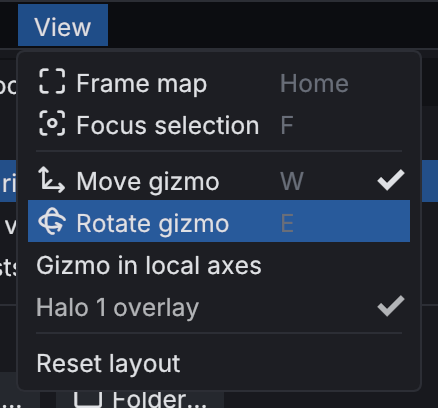 View
Frame map Home
Focus selection F
Move gizmo W
Rotate gizmo E
Gizmo in local axes
Halo 1 overlay
Reset layout
... Folder...